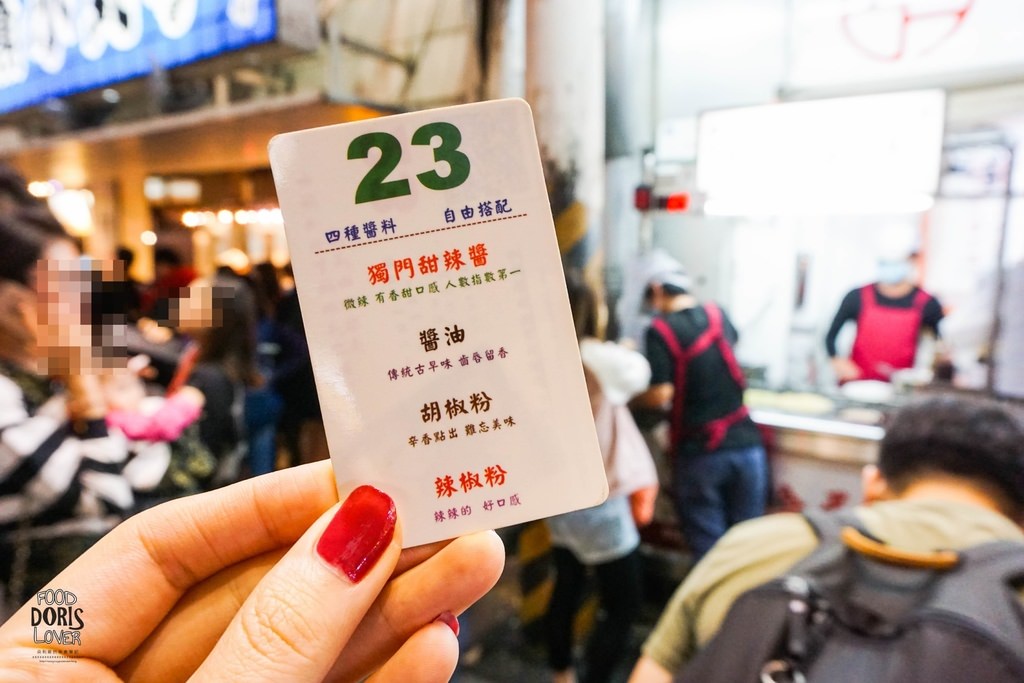 23
四種醬料 自由搭配
獨門甜辣醬
微辣 有香甜口感 人數指數第一
醬油
傳統古早味 齒唇留香
胡椒粉
辛香點出 難忘美味
辣椒粉
辣辣的 好口感
FOOD
DORIS
LOVER